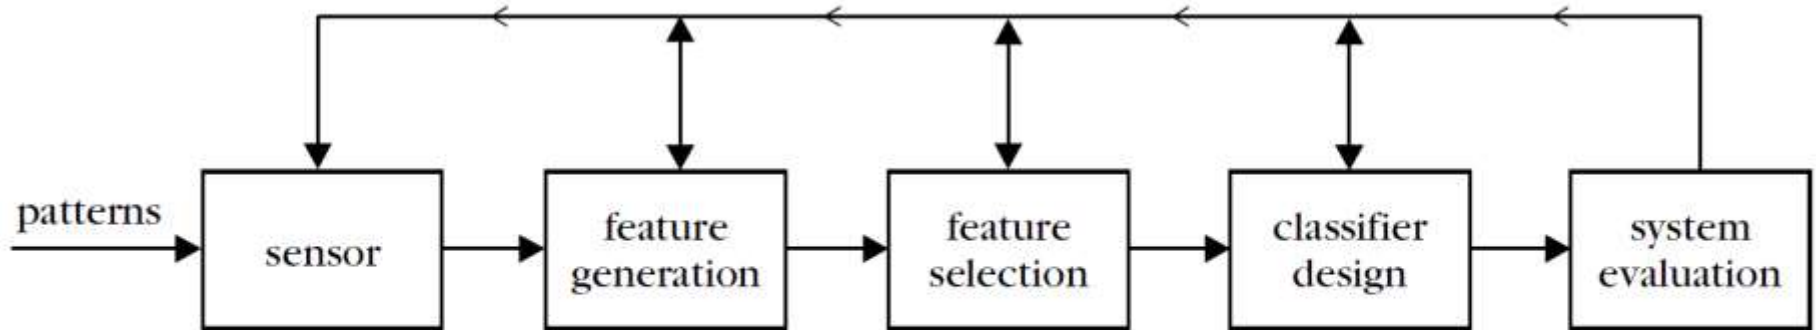 patterns
sensor
feature
generation
feature
selection
classifier
design
system
evaluation